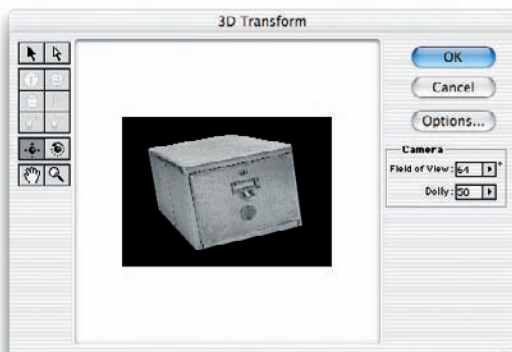 3D Transform
OK
Cancel
Options...
Camera
Field of View: 64 °
Dolly: 50